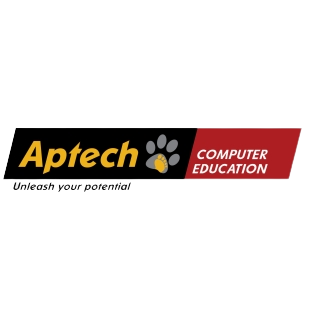 Aptech
COMPUTER
EDUCATION
Unleash your potential